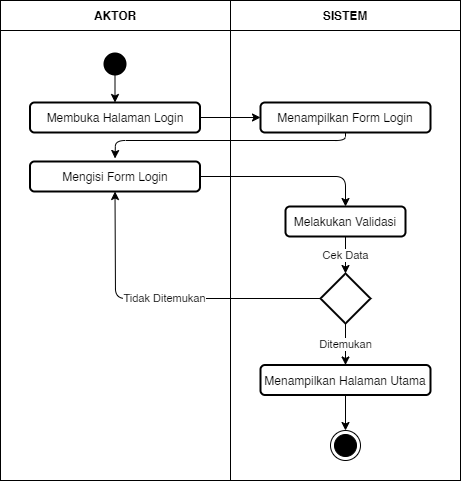 AKTOR
SISTEM
Membuka Halaman Login
Menampilkan Form Login
Mengisi Form Login
Melakukan Validasi
Cek Data
Tidak Ditemukan
Ditemukan
Menampilkan Halaman Utama